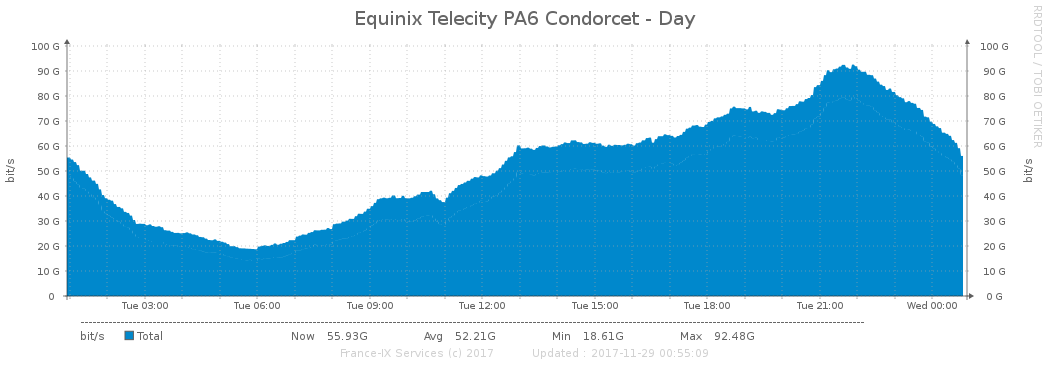 Equinix Telecity PA6 Condorcet - Day
RRDTOOL / TOBI OETIKER
100 G 100 G
90 G 90 G
80 G 80 G
70 G 70 G
60 G 60 G
50 G 50 G
40 G 40 G
30 G 30 G
20 G 20 G
10 G 10 G
0 0 G
bit/s bit/s
Tue 03:00 Tue 06:00 Tue 09:00 Tue 12:00 Tue 15:00 Tue 18:00 Tue 21:00 Wed 00:00
bit/s Total Now 55.93G Avg 52.21G Min 18.61G Max 92.48G
France-IX Services (c) 2017 Updated : 2017-11-29 00:55:09